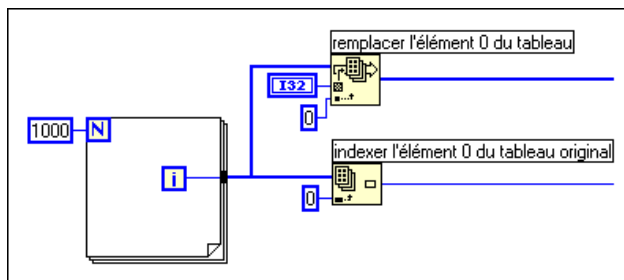 remplacer l'élément 0 du tableau
I32
0
1000
N
indexer l'élément 0 du tableau original
i
0